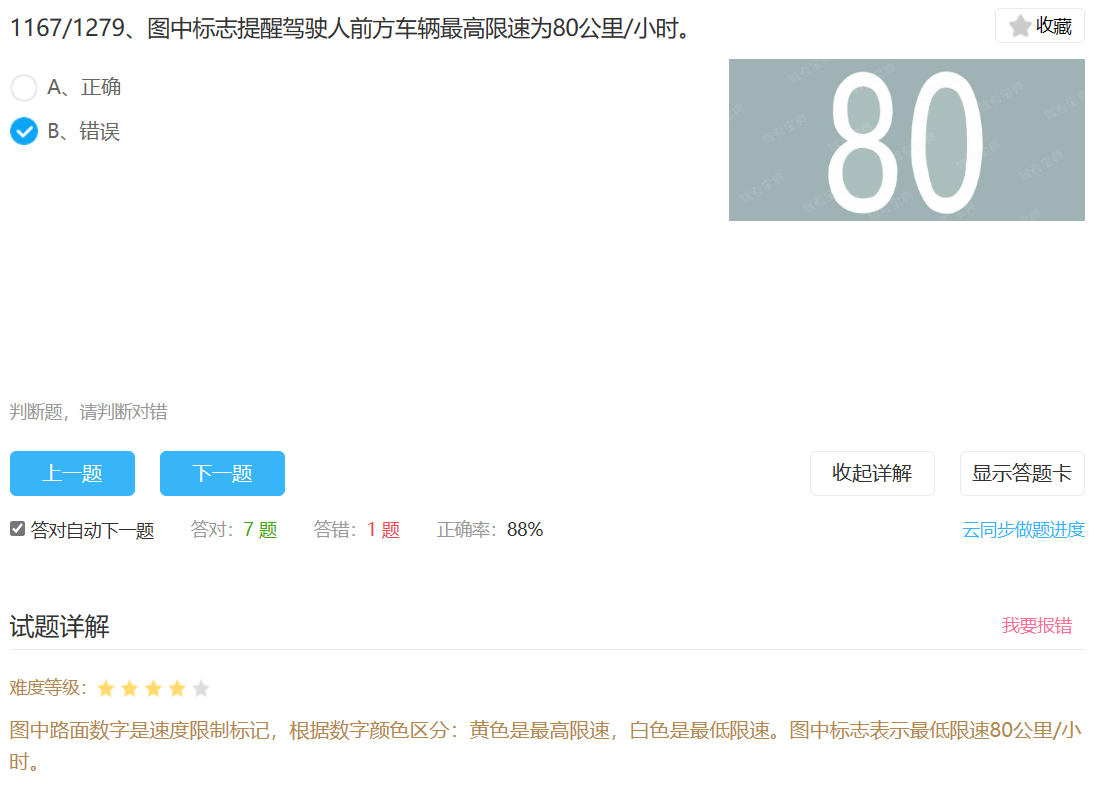 1167/1279、图中标志提醒驾驶人前方车辆最高限速为80公里/小时。
收藏
A、正确
B、错误
80
驾考宝典
判断题，请判断对错
上一题
下一题
收起详解
显示答题卡
答对自动下一题
答对：7 题
答错：1 题
正确率：88%
云同步做题进度
试题详解
我要报错
难度等级：
图中路面数字是速度限制标记，根据数字颜色区分：黄色是最高限速，白色是最低限速。图中标志表示最低限速80公里/小
时。